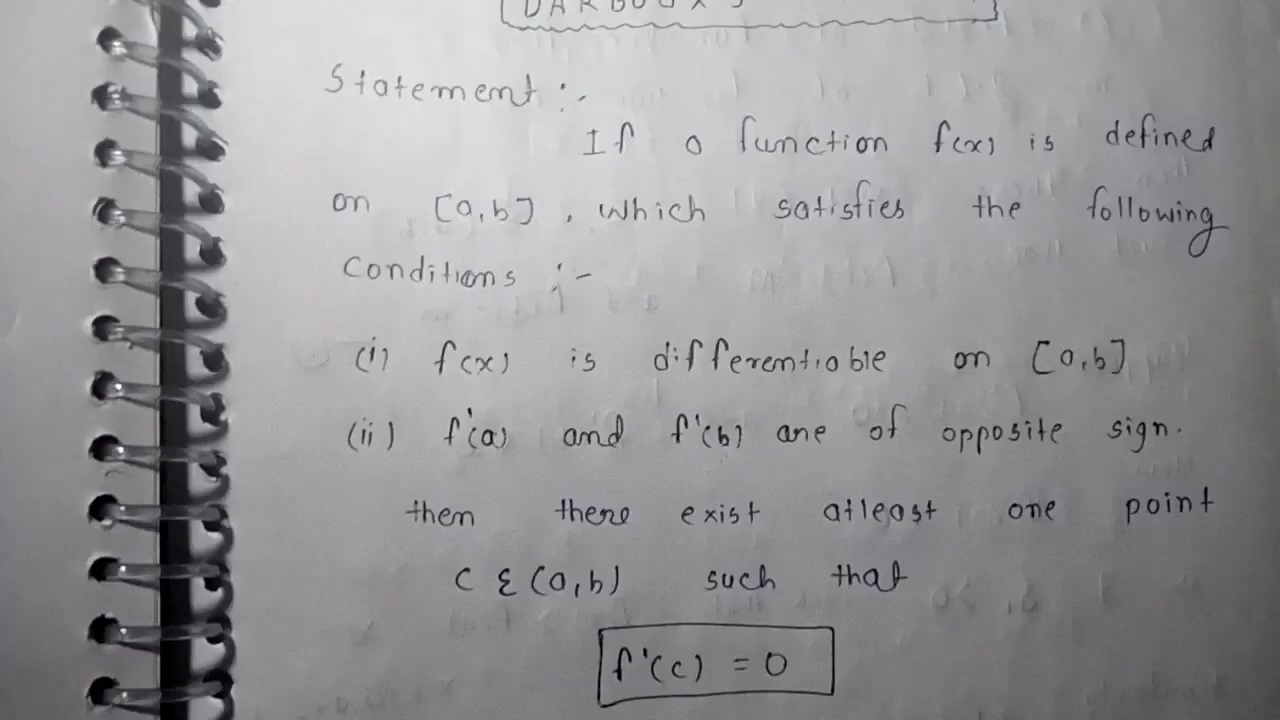 DARBOUX'S
Statement :-
If a function f(x) is defined
on [a,b] . which satisfies the following
Conditions :-
(i) f(x) is differentiable on [a,b]
(ii) f'(a) and f'(b) are of opposite sign.
then there exist atleast one point
C ε (a,b) such that
f'(c) = 0